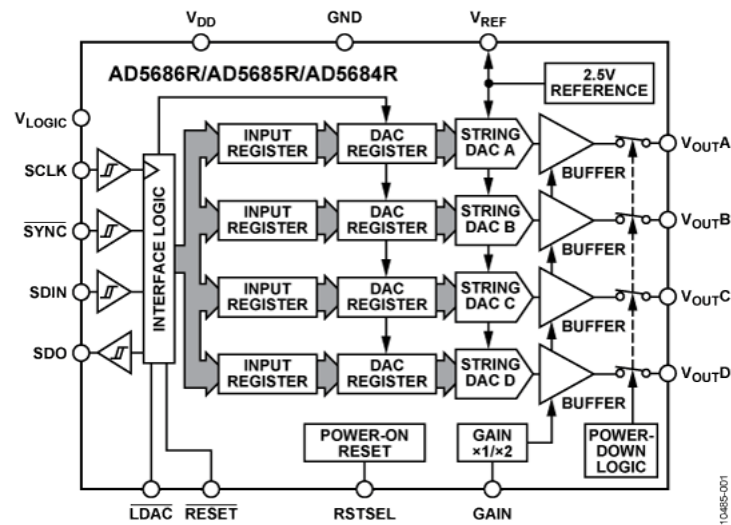 VDD GND VREF
AD5686R/AD5685R/AD5684R
2.5V
REFERENCE
VLOGIC
SCLK
SYNC
SDIN
SDO
INTERFACE LOGIC
INPUT
REGISTER
DAC
REGISTER
STRING
DAC A
BUFFER
VOUTA
INPUT
REGISTER
DAC
REGISTER
STRING
DAC B
BUFFER
VOUTB
INPUT
REGISTER
DAC
REGISTER
STRING
DAC C
BUFFER
VOUTC
INPUT
REGISTER
DAC
REGISTER
STRING
DAC D
BUFFER
VOUTD
POWER-ON
RESET
GAIN
×1/×2
POWER-
DOWN
LOGIC
LDAC RESET RSTSEL GAIN
10485-001